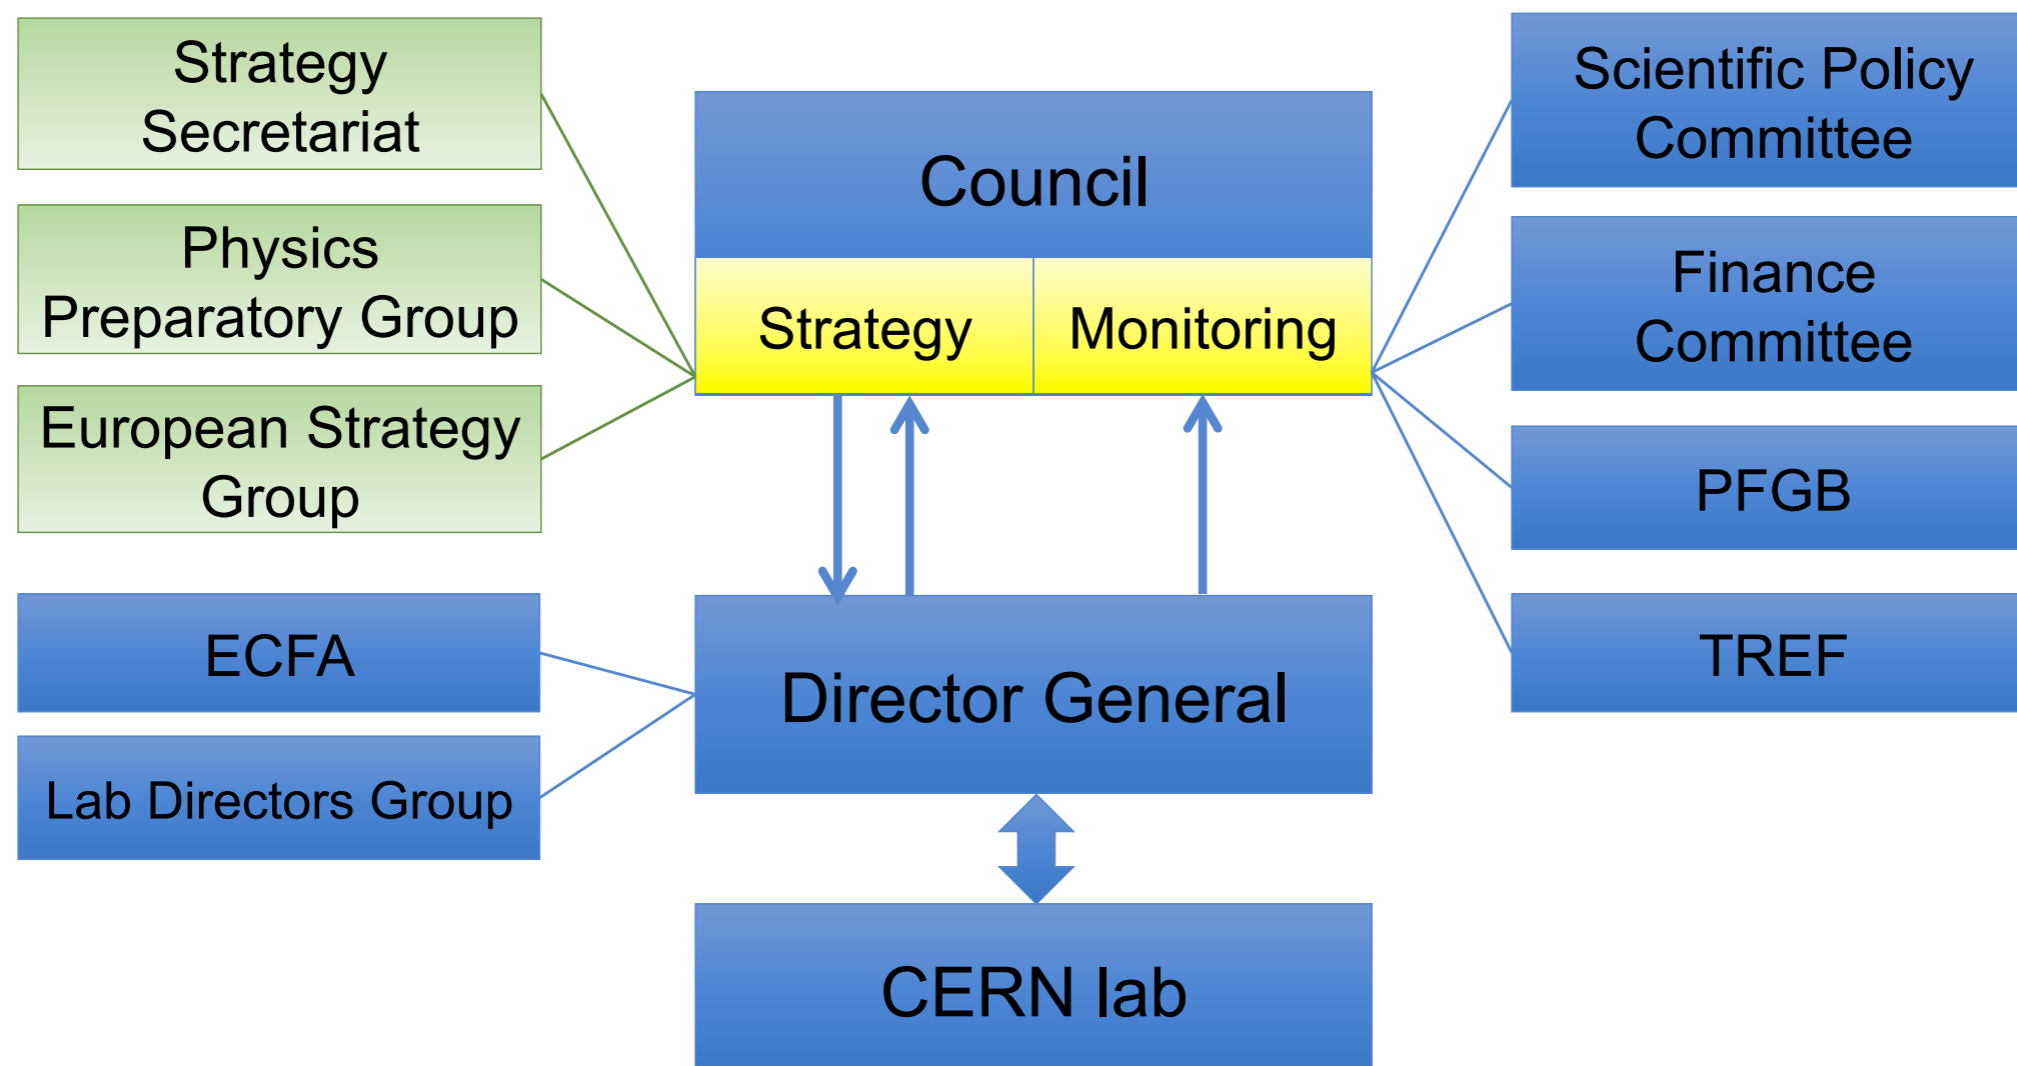 Strategy
Secretariat
Physics
Preparatory Group
European Strategy
Group
ECFA
Lab Directors Group
Council
Strategy
Monitoring
Director General
CERN lab
Scientific Policy
Committee
Finance
Committee
PFGB
TREF